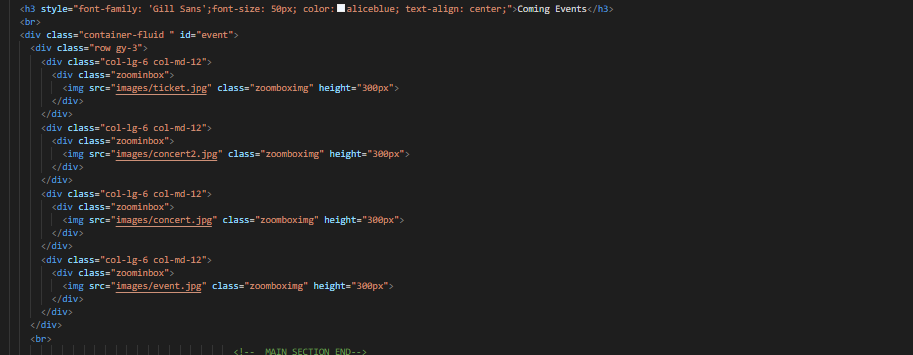 <h3 style="font-family: 'Gill Sans';font-size: 50px; color: aliceblue; text-align: center;">Coming Events</h3>
<br>
<div class="container-fluid " id="event">
<div class="row gy-3">
<div class="col-lg-6 col-md-12">
<div class="zoominbox">
<img src="images/ticket.jpg" class="zoomboximg" height="300px">
</div>
</div>
<div class="col-lg-6 col-md-12">
<div class="zoominbox">
<img src="images/concert2.jpg" class="zoomboximg" height="300px">
</div>
</div>
<div class="col-lg-6 col-md-12">
<div class="zoominbox">
<img src="images/concert.jpg" class="zoomboximg" height="300px">
</div>
</div>
<div class="col-lg-6 col-md-12">
<div class="zoominbox">
<img src="images/event.jpg" class="zoomboximg" height="300px">
</div>
</div>
</div>
<br>
<!-- MAIN SECTION END-->